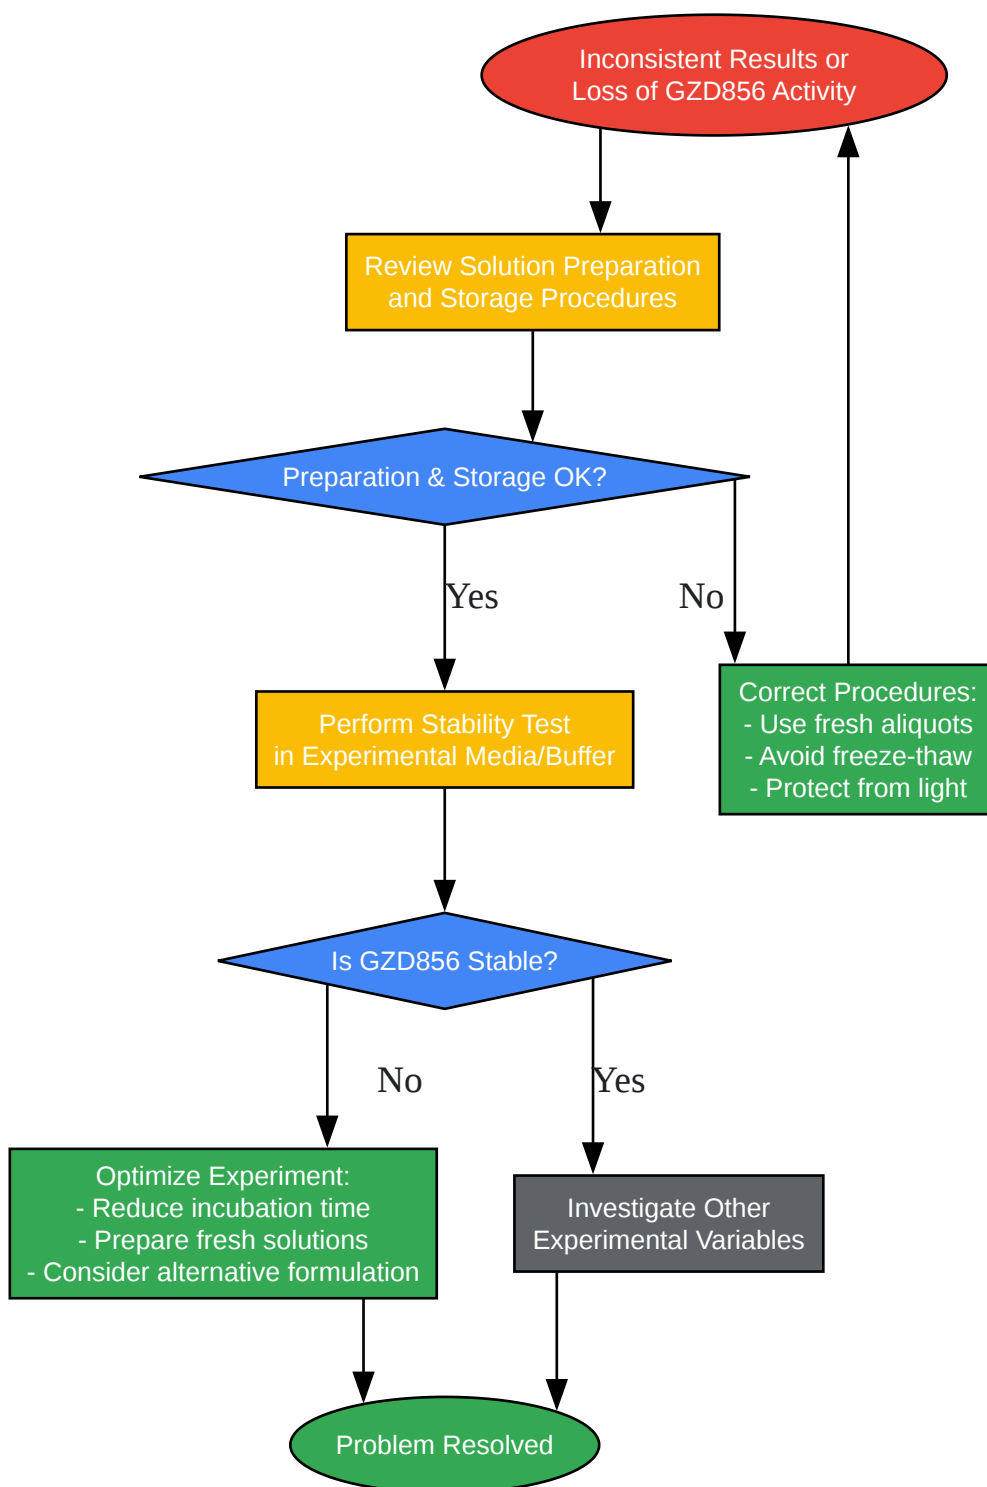 Inconsistent Results or
Loss of GZD856 Activity
Review Solution Preparation
and Storage Procedures
Preparation & Storage OK?
Yes
No
Correct Procedures:
- Use fresh aliquots
- Avoid freeze-thaw
- Protect from light
Perform Stability Test
in Experimental Media/Buffer
Is GZD856 Stable?
No
Yes
Optimize Experiment:
- Reduce incubation time
- Prepare fresh solutions
- Consider alternative formulation
Investigate Other
Experimental Variables
Problem Resolved